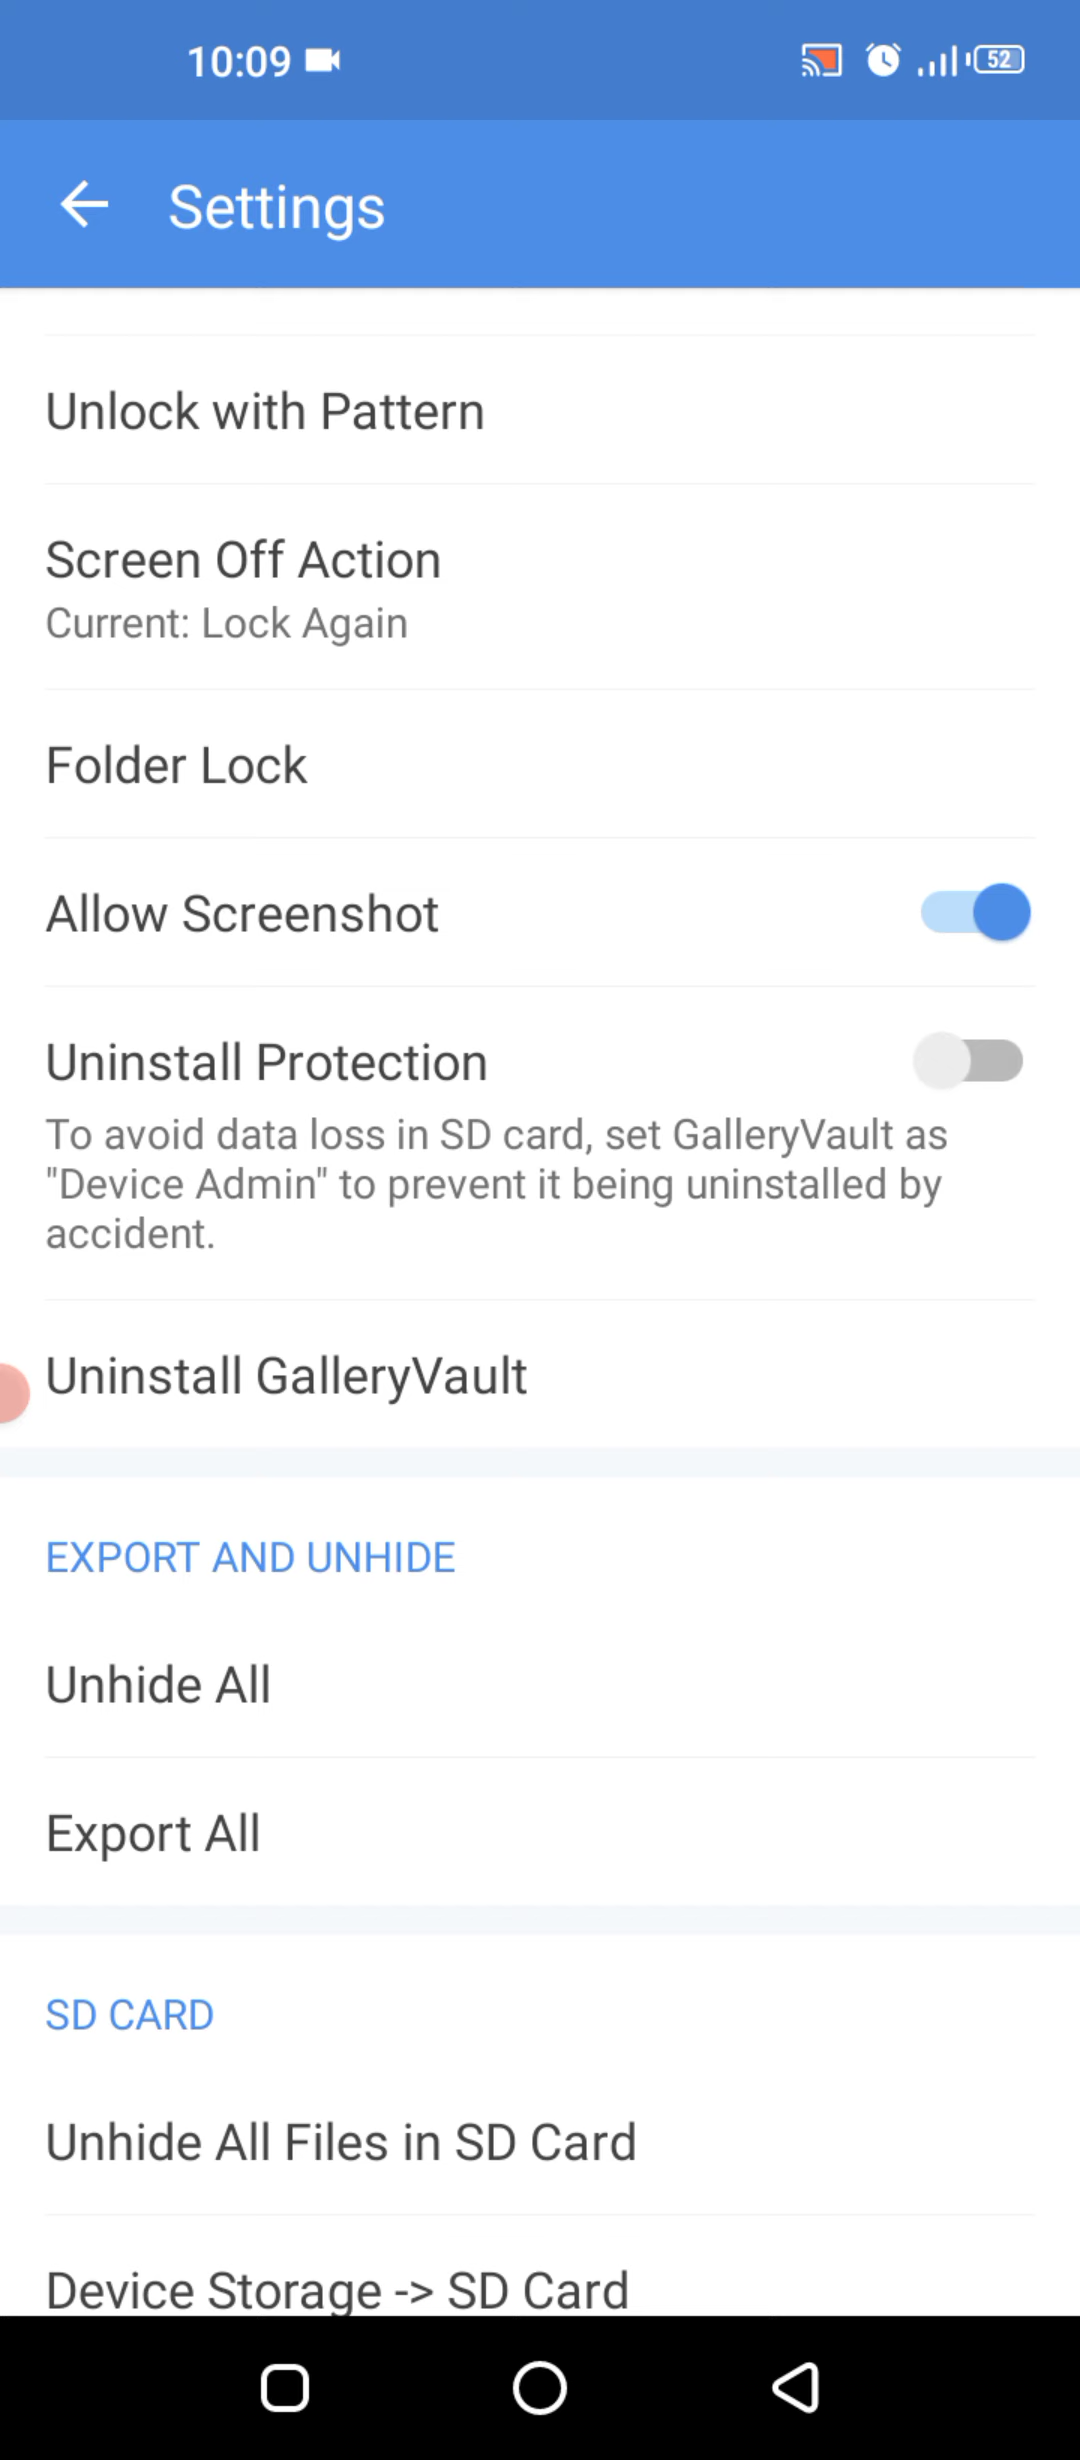 10:09
52
Settings
Unlock with Pattern
Screen Off Action
Current: Lock Again
Folder Lock
Allow Screenshot
Uninstall Protection
To avoid data loss in SD card, set GalleryVault as
"Device Admin" to prevent it being uninstalled by
accident.
Uninstall GalleryVault
EXPORT AND UNHIDE
Unhide All
Export All
SD CARD
Unhide All Files in SD Card
Device Storage -> SD Card